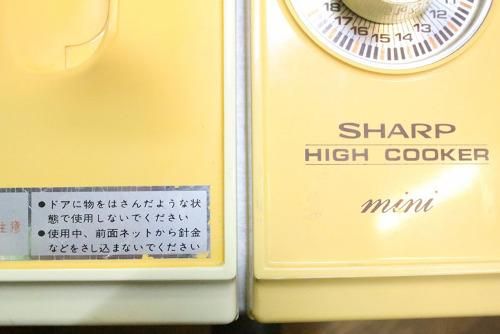 18
17
16
15
14
13
12
11
SHARP
HIGH COOKER
mini
●ドアに物をはさんだような状
態で使用しないでください
●使用中、前面ネットから針金
などをさし込まないでください